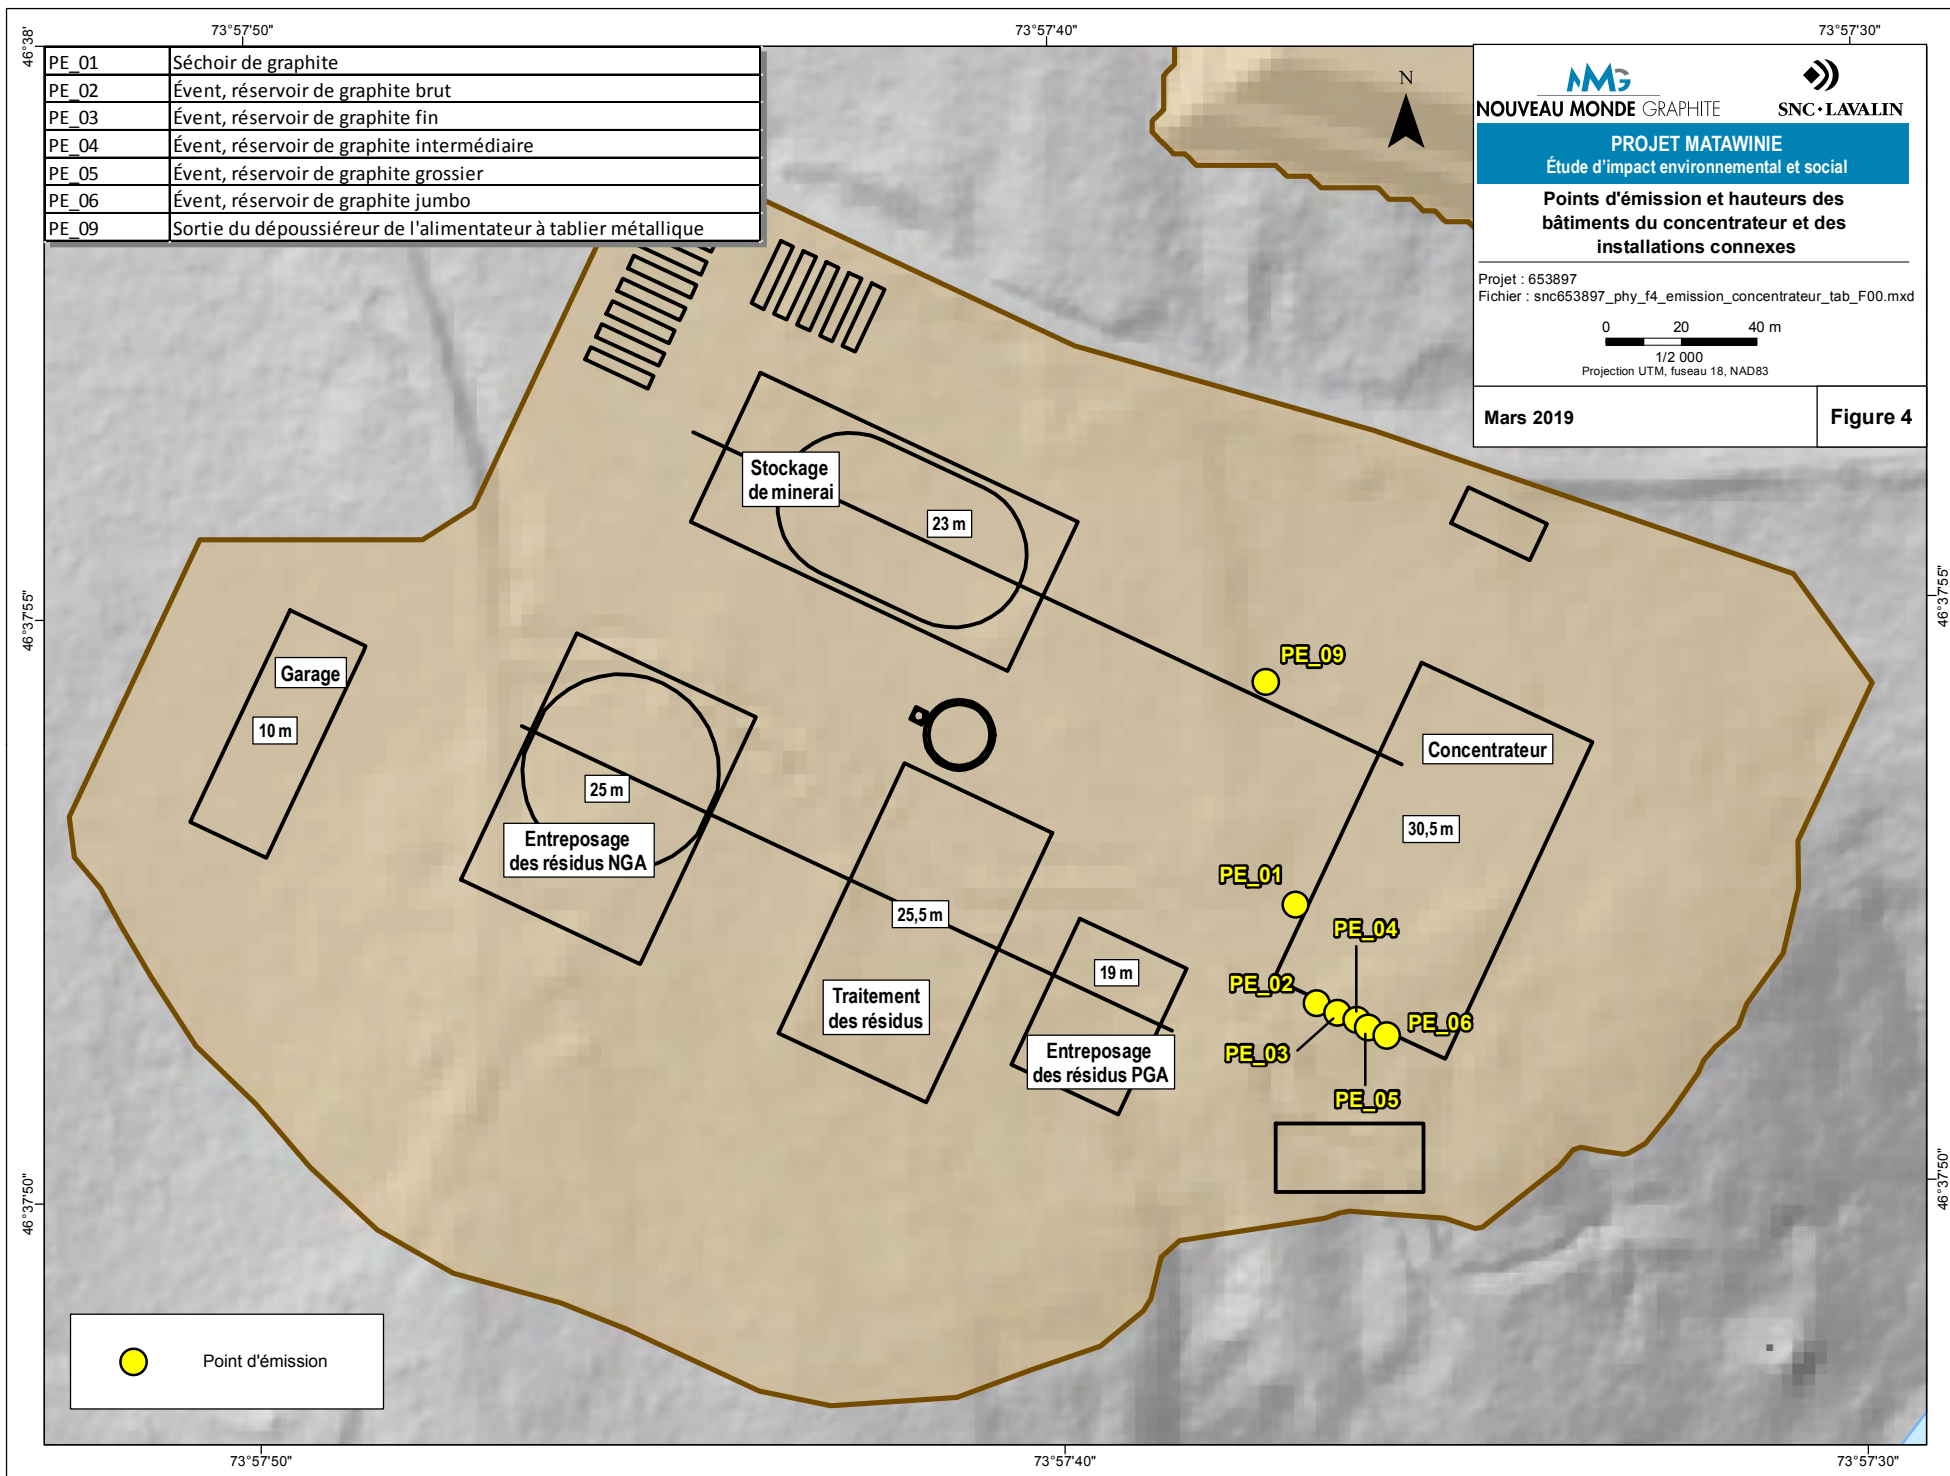 73°57'50" 73°57'40" 73°57'30"
46°38'
PE_01 Séchoir de graphite
PE_02 Évent, réservoir de graphite brut
PE_03 Évent, réservoir de graphite fin
PE_04 Évent, réservoir de graphite intermédiaire
PE_05 Évent, réservoir de graphite grossier
PE_06 Évent, réservoir de graphite jumbo
PE_09 Sortie du dépoussiéreur de l'alimentateur à tablier métallique
N
NMG
NOUVEAU MONDE GRAPHITE
SNC•LAVALIN
PROJET MATAWINIE
Étude d'impact environnemental et social
Points d'émission et hauteurs des
bâtiments du concentrateur et des
installations connexes
Projet : 653897
Fichier : snc653897_phy_f4_emission_concentrateur_tab_F00.mxd
0 20 40 m
1/2 000
Projection UTM, fuseau 18, NAD83
Mars 2019
Figure 4
Stockage
de minerai
23 m
46°37'55" 46°37'55"
Garage
10 m
PE_09
Concentrateur
30,5 m
25 m
Entreposage
des résidus NGA
PE_01
25,5 m
PE_04
19 m
PE_02
Traitement
des résidus
PE_06
PE_03
Entreposage
des résidus PGA
PE_05
46°37'50" 46°37'50"
Point d'émission
73°57'50" 73°57'40" 73°57'30"